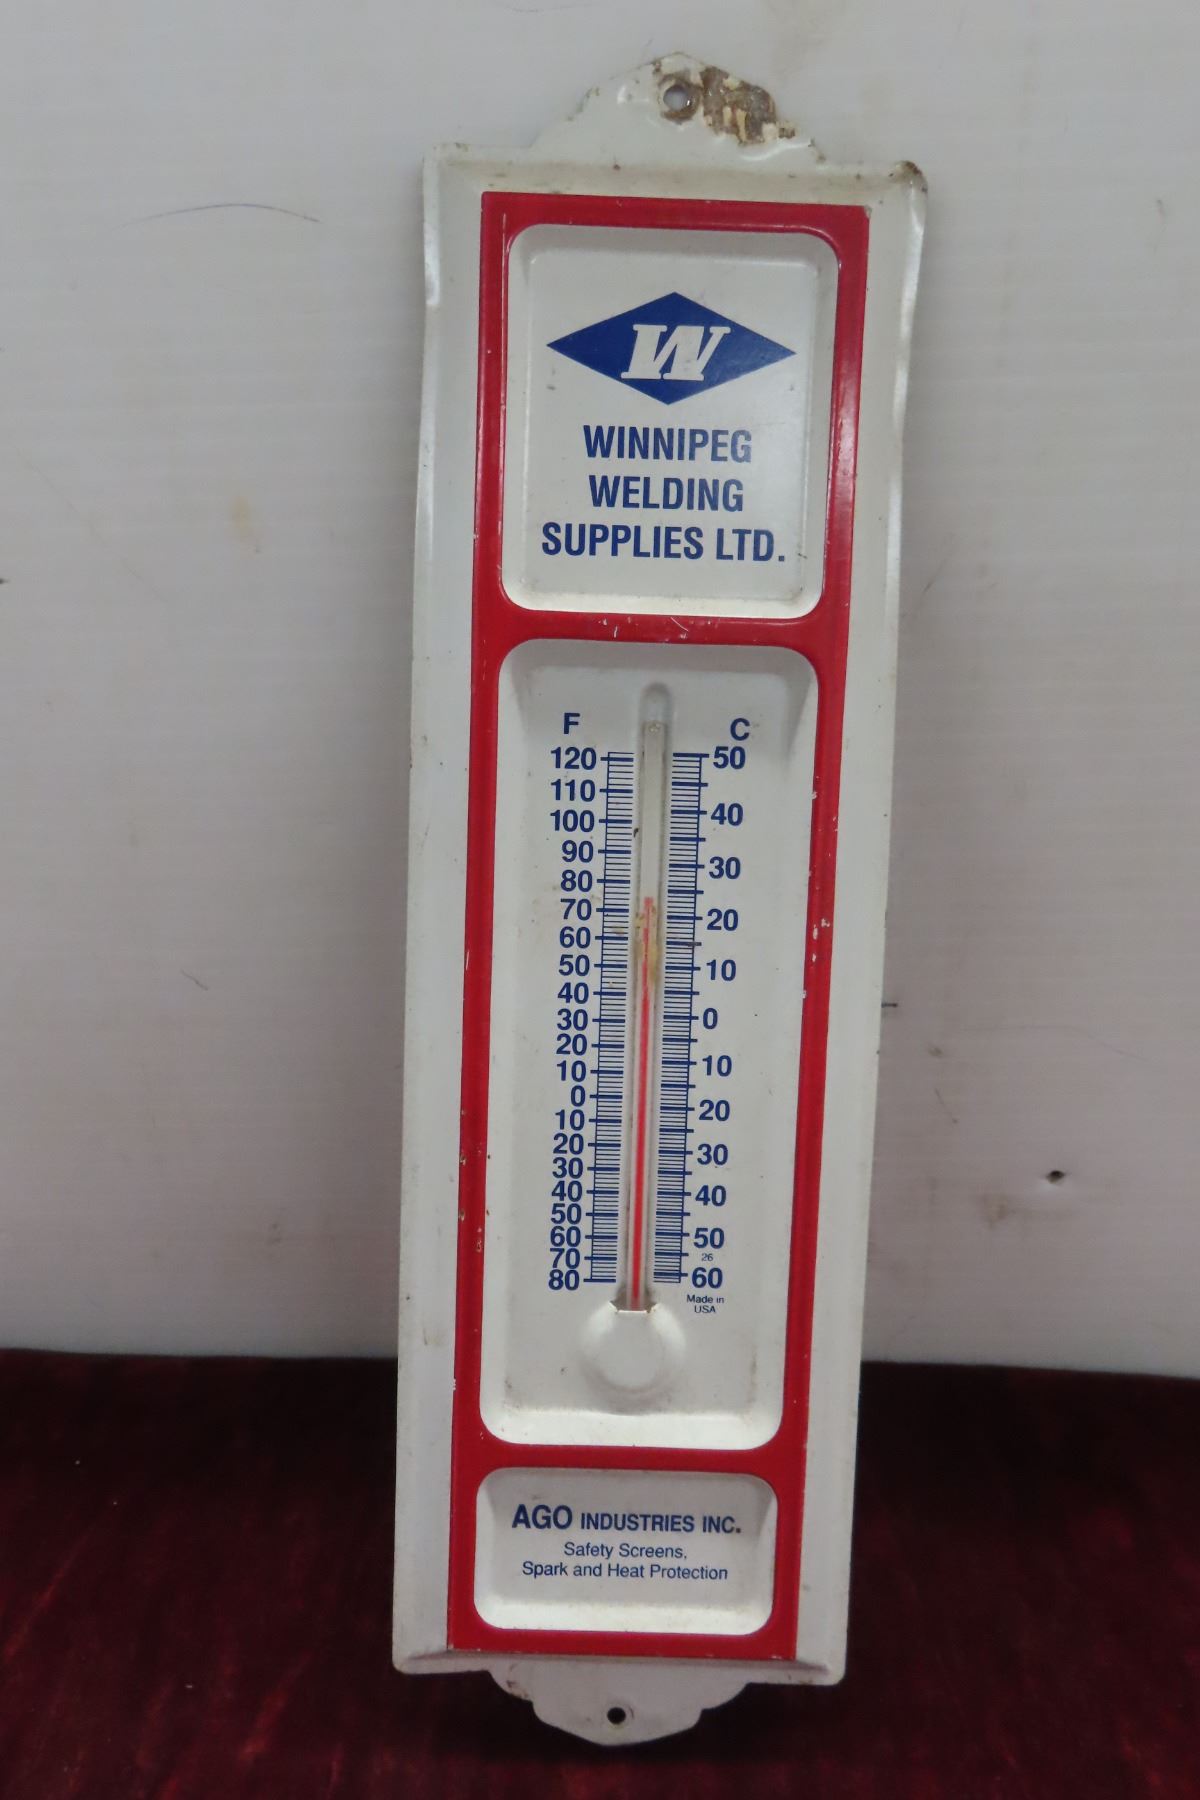 W
WINNIPEG
WELDING
SUPPLIES LTD.
F C
120 50
110
100 40
90
80 30
70
60 20
50
40 10
30 0
20
10 10
0
10 20
20
30 30
40 40
50
60 50
70 26
80 60
Made in
USA
AGO INDUSTRIES INC.
Safety Screens,
Spark and Heat Protection